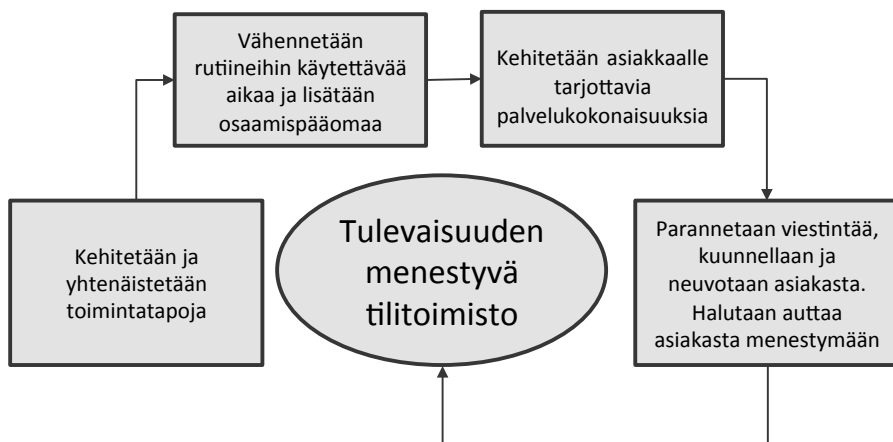 Vähennetään
rutiineihin käytettävää
aikaa ja lisätään
osaamispääomaa
Kehitetään asiakkaalle
tarjottavia
palvelukokonaisuuksia
Kehitetään ja
yhtenäistetään
toimintatapoja
Tulevaisuuden
menestyvä
tilitoimisto
Parannetaan viestintää,
kuunnellaan ja
neuvotaan asiakasta.
Halutaan auttaa
asiakasta menestymään